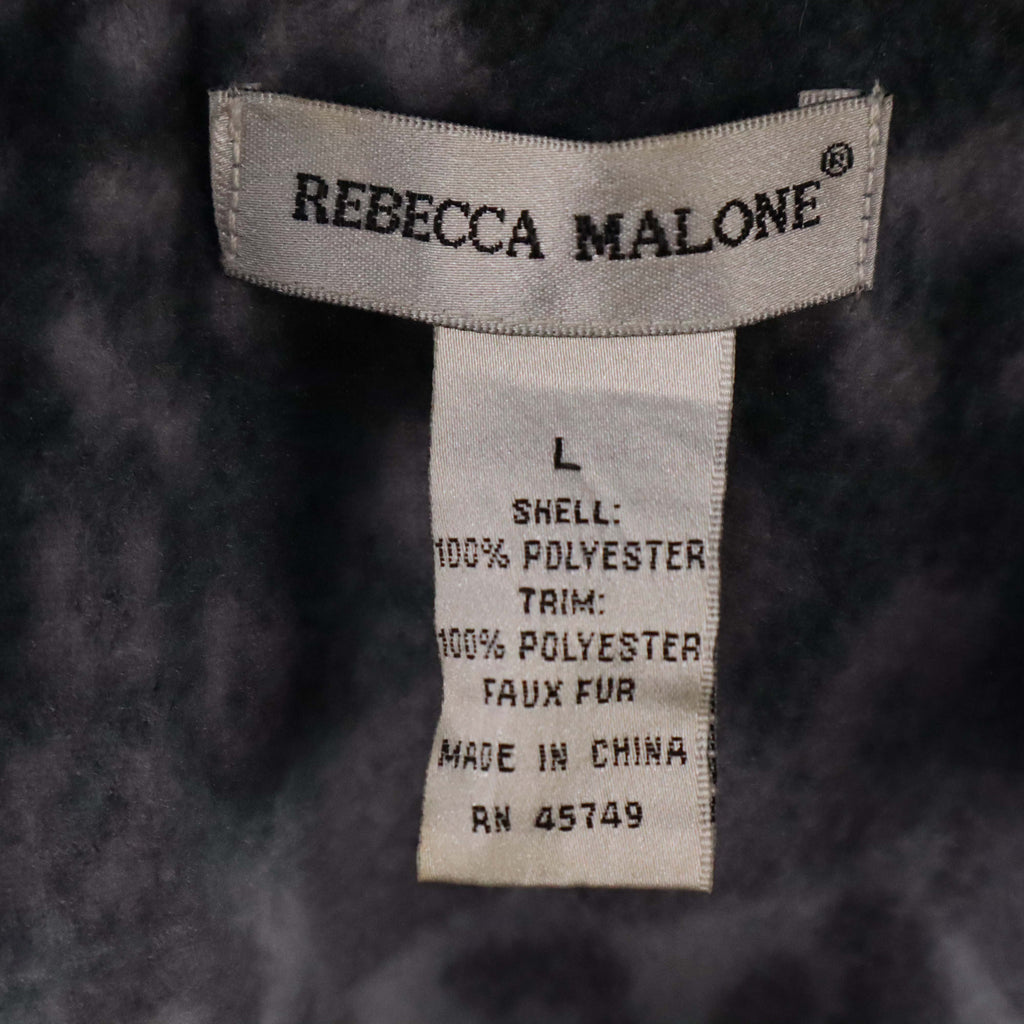 REBECCA MALONE®
L
SHELL:
100% POLYESTER
TRIM:
100% POLYESTER
FAUX FUR
MADE IN CHINA
RN 45749